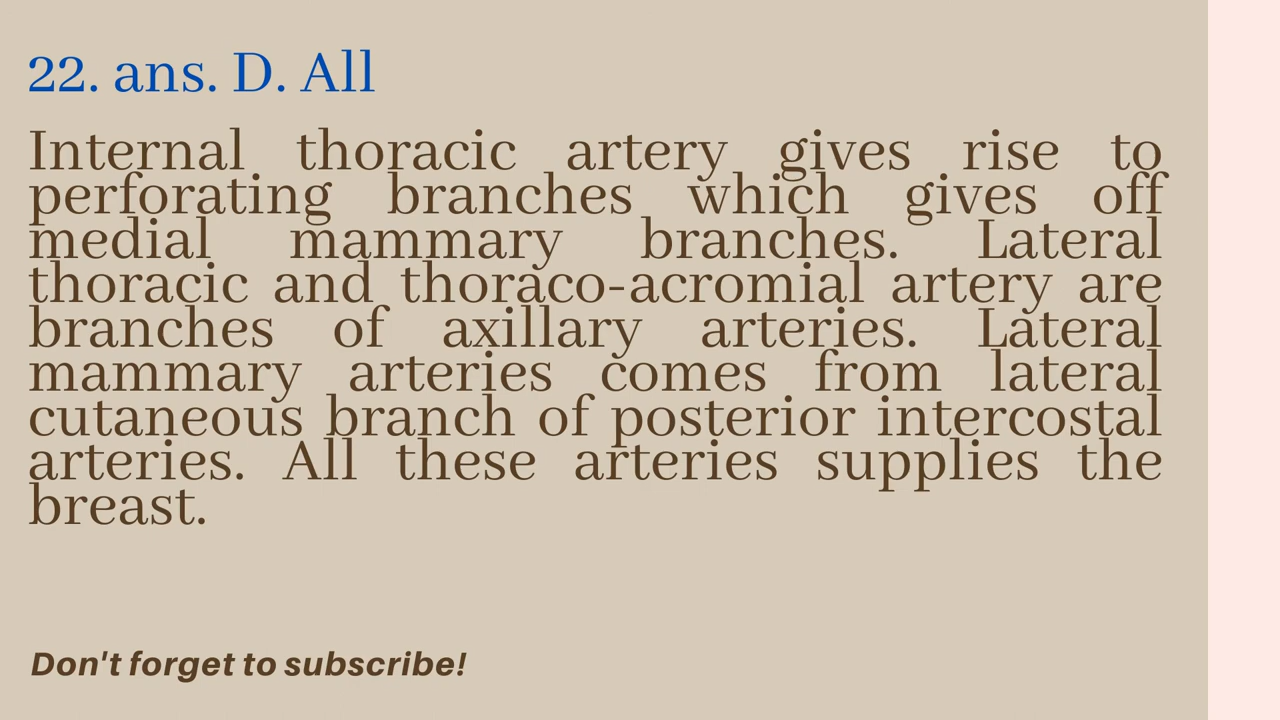 22. ans. D. All
Internal thoracic artery gives rise to
perforating branches which gives off
medial mammary branches. Lateral
thoracic and thoraco-acromial artery are
branches of axillary arteries. Lateral
mammary arteries comes from lateral
cutaneous branch of posterior intercostal
arteries. All these arteries supplies the
breast.
Don't forget to subscribe!